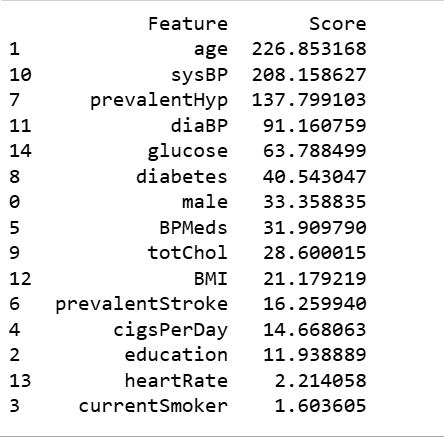 Feature Score
1 age 226.853168
10 sysBP 208.158627
7 prevalentHyp 137.799103
11 diaBP 91.160759
14 glucose 63.788499
8 diabetes 40.543047
0 male 33.358835
5 BPMeds 31.909790
9 totChol 28.600015
12 BMI 21.179219
6 prevalentStroke 16.259940
4 cigsPerDay 14.668063
2 education 11.938889
13 heartRate 2.214058
3 currentSmoker 1.603605